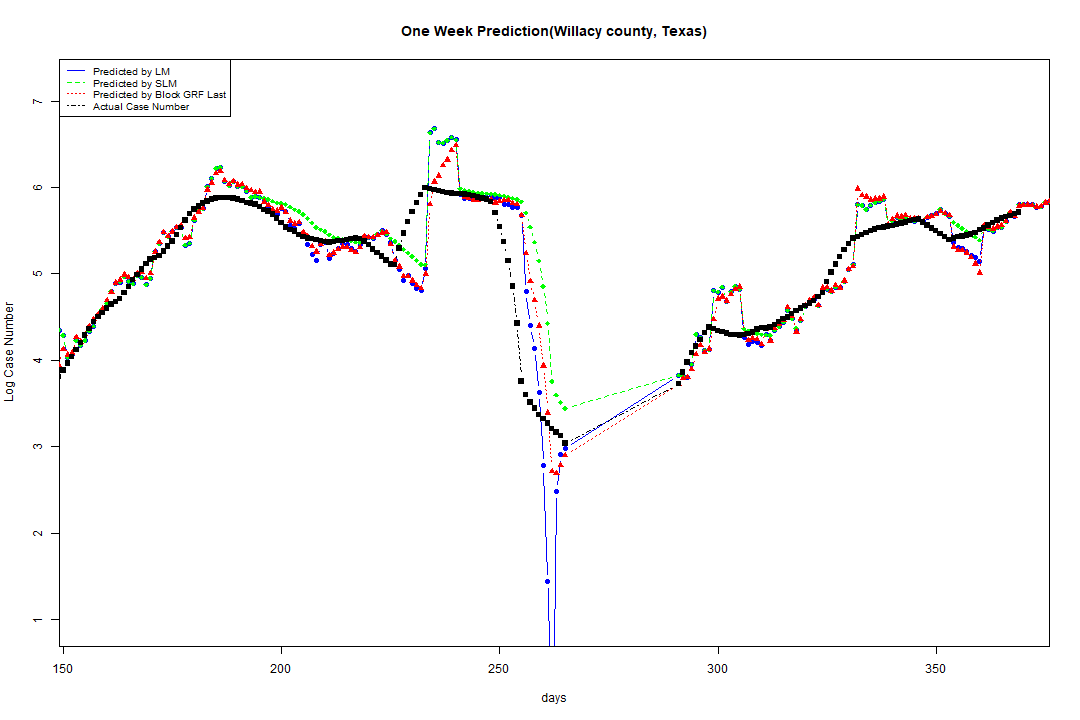 One Week Prediction(Willacy county, Texas)
Predicted by LM
Predicted by SLM
Predicted by Block GRF Last
Actual Case Number
7
6
5
4
3
2
1
Log Case Number
150 200 250 300 350
days